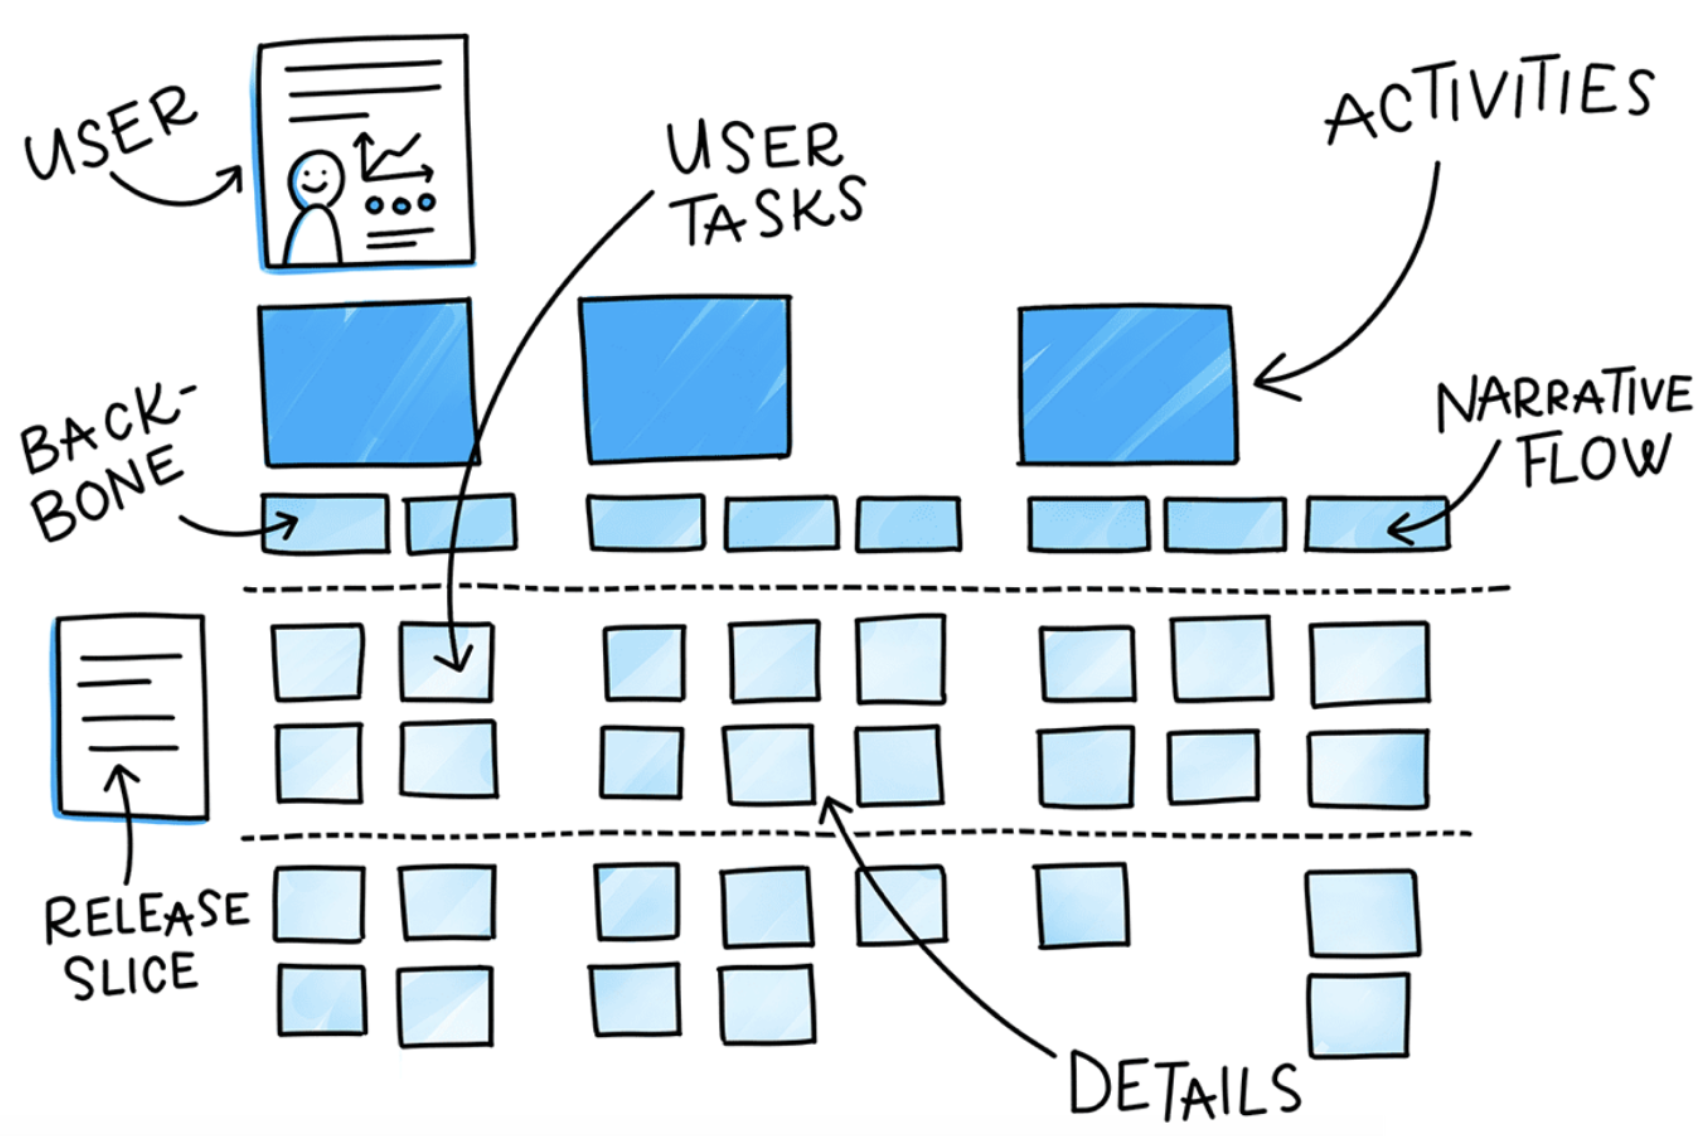 USER
USER
TASKS
ACTIVITIES
BACK-
BONE
NARRATIVE
FLOW
RELEASE
SLICE
DETAILS